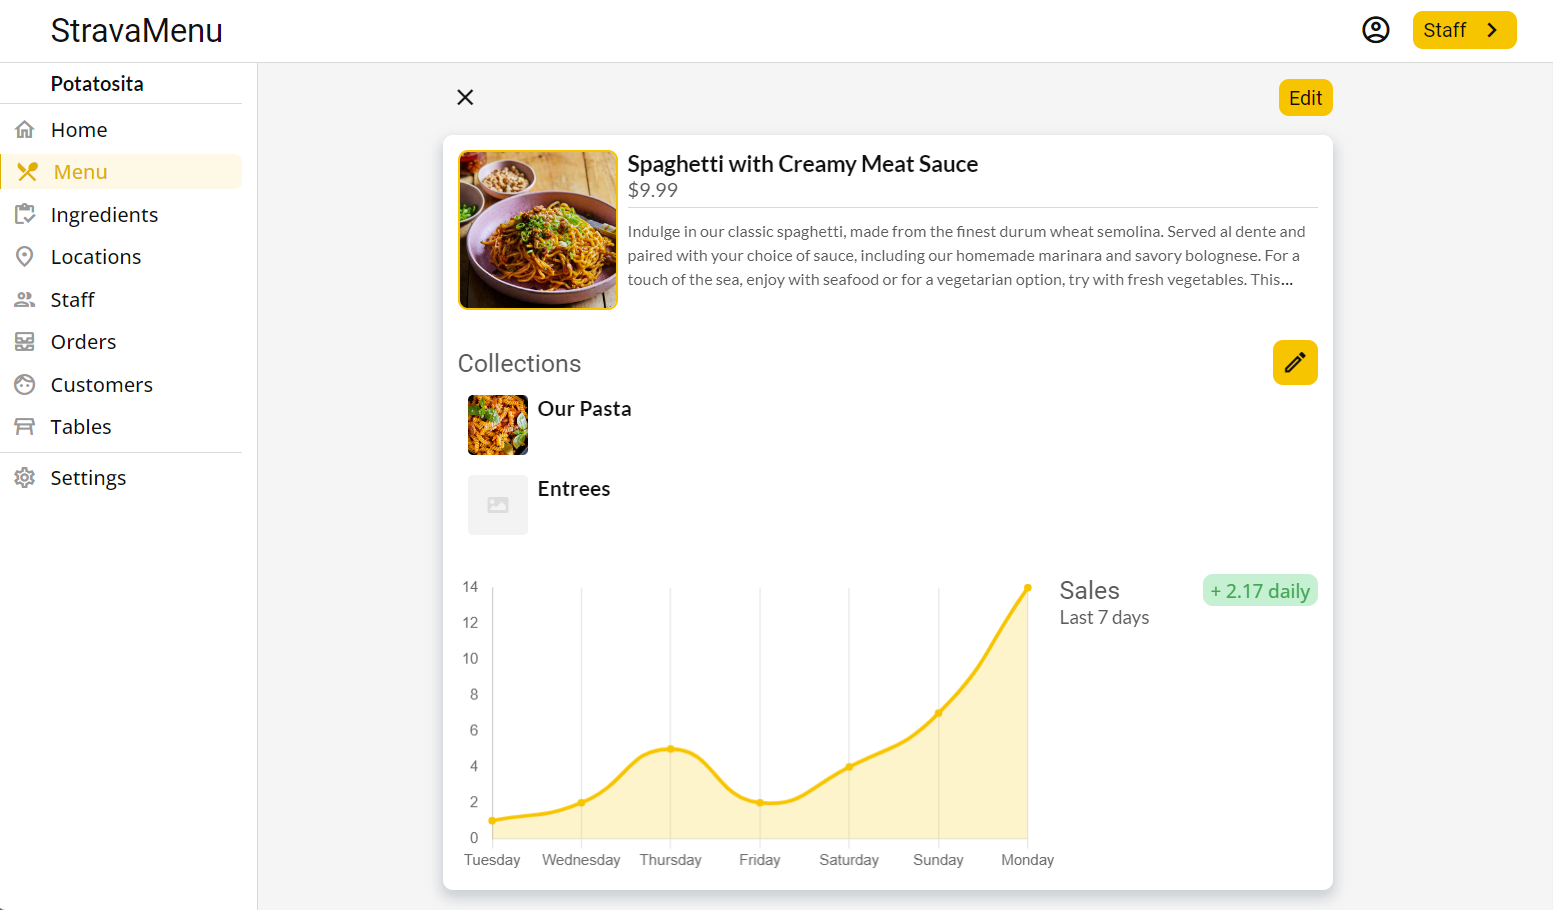 StravaMenu
Staff
Potatosita
Home
Menu
Ingredients
Locations
Staff
Orders
Customers
Tables
Settings
Edit
Spaghetti with Creamy Meat Sauce
$9.99
Indulge in our classic spaghetti, made from the finest durum wheat semolina. Served al dente and
paired with your choice of sauce, including our homemade marinara and savory bolognese. For a
touch of the sea, enjoy with seafood or for a vegetarian option, try with fresh vegetables. This...
Collections
Our Pasta
Entrees
14
12
10
8
6
4
2
0
Tuesday Wednesday Thursday Friday Saturday Sunday Monday
Sales
+ 2.17 daily
Last 7 days